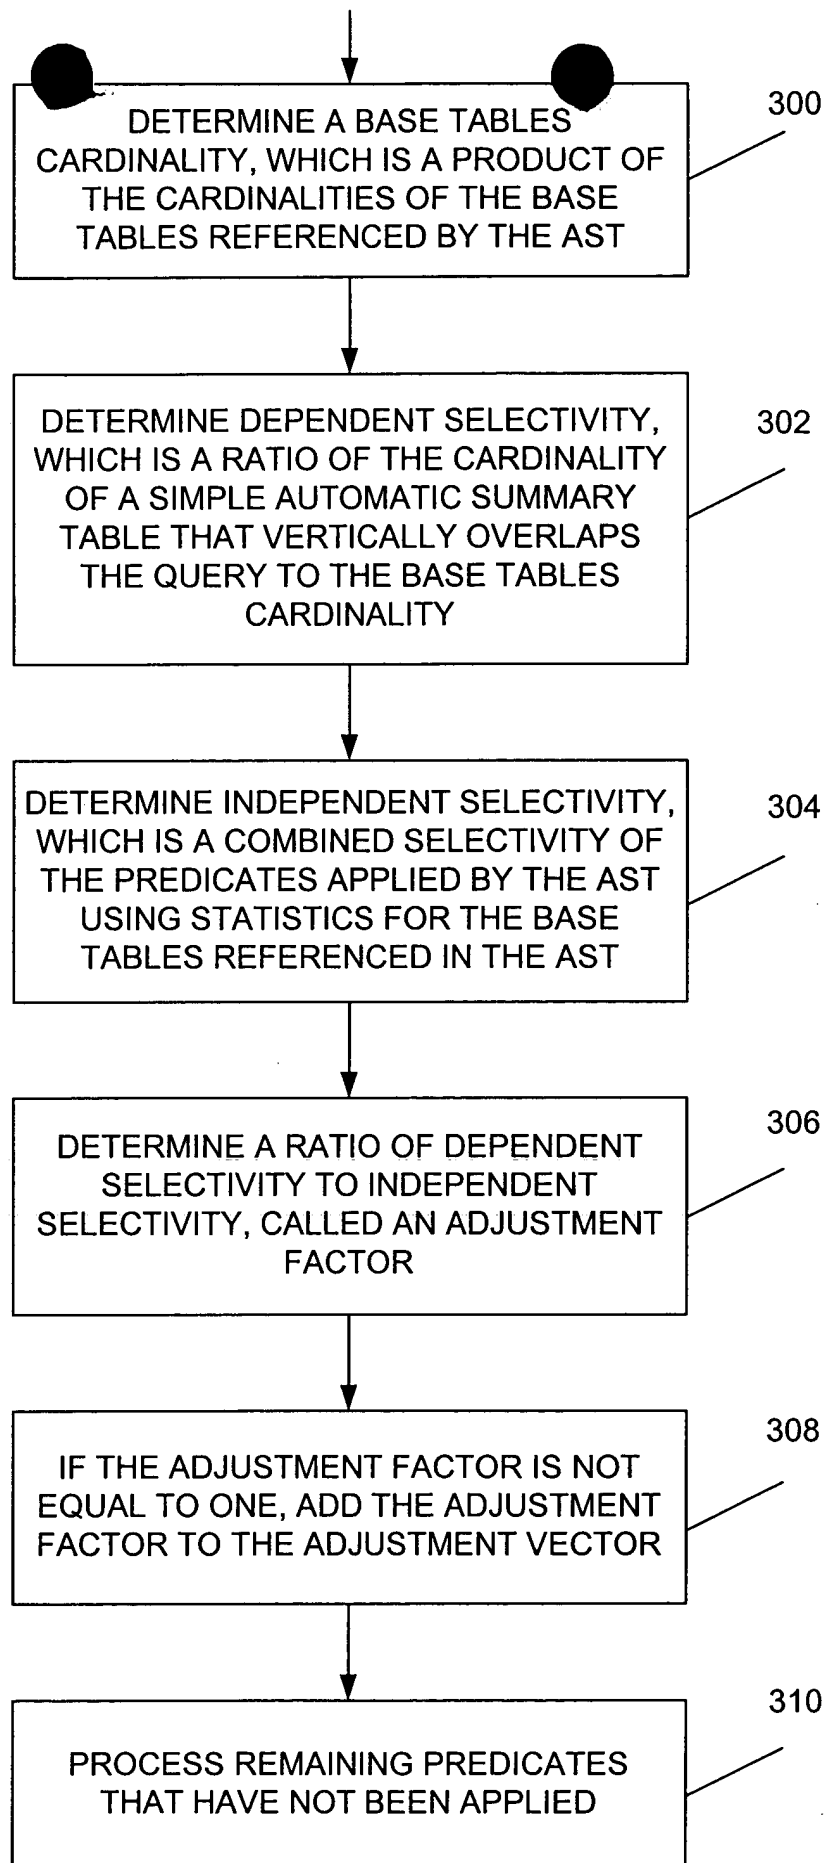 300
DETERMINE A BASE TABLES
CARDINALITY, WHICH IS A PRODUCT OF
THE CARDINALITIES OF THE BASE
TABLES REFERENCED BY THE AST
302
DETERMINE DEPENDENT SELECTIVITY,
WHICH IS A RATIO OF THE CARDINALITY
OF A SIMPLE AUTOMATIC SUMMARY
TABLE THAT VERTICALLY OVERLAPS
THE QUERY TO THE BASE TABLES
CARDINALITY
304
DETERMINE INDEPENDENT SELECTIVITY,
WHICH IS A COMBINED SELECTIVITY OF
THE PREDICATES APPLIED BY THE AST
USING STATISTICS FOR THE BASE
TABLES REFERENCED IN THE AST
306
DETERMINE A RATIO OF DEPENDENT
SELECTIVITY TO INDEPENDENT
SELECTIVITY, CALLED AN ADJUSTMENT
FACTOR
308
IF THE ADJUSTMENT FACTOR IS NOT
EQUAL TO ONE, ADD THE ADJUSTMENT
FACTOR TO THE ADJUSTMENT VECTOR
310
PROCESS REMAINING PREDICATES
THAT HAVE NOT BEEN APPLIED